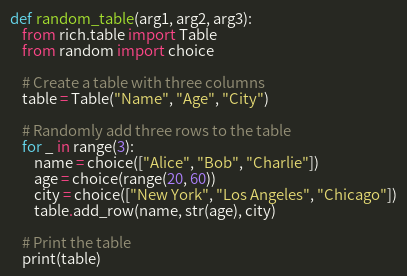 def random_table(arg1, arg2, arg3):
    from rich.table import Table
    from random import choice

    # Create a table with three columns
    table = Table("Name", "Age", "City")

    # Randomly add three rows to the table
    for _ in range(3):
        name = choice(["Alice", "Bob", "Charlie"])
        age = choice(range(20, 60))
        city = choice(["New York", "Los Angeles", "Chicago"])
        table.add_row(name, str(age), city)

    # Print the table
    print(table)